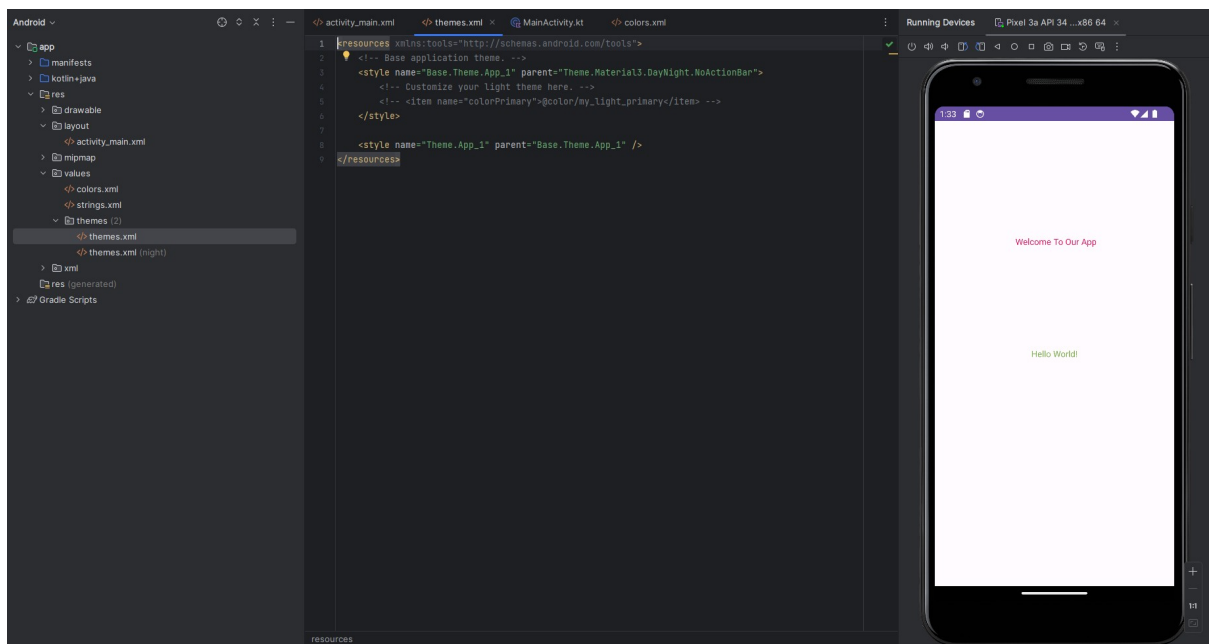 Android
app
manifests
kotlin+java
res
drawable
layout
activity_main.xml
mipmap
values
colors.xml
strings.xml
themes (2)
themes.xml
themes.xml (night)
xml
res (generated)
Gradle Scripts
activity_main.xml themes.xml MainActivity.kt colors.xml
1 <resources xmlns:tools="http://schemas.android.com/tools">
2 <!-- Base application theme. -->
3 <style name="Base.Theme.App_1" parent="Theme.Material3.DayNight.NoActionBar">
4 <!-- Customize your light theme here. -->
5 <!-- <item name="colorPrimary">@color/my_light_primary</item> -->
6 </style>
7
8 <style name="Theme.App_1" parent="Base.Theme.App_1" />
9 </resources>
resources
Running Devices Pixel 3a API 34 ...x86 64
1:33
Welcome To Our App
Hello World!
1:1